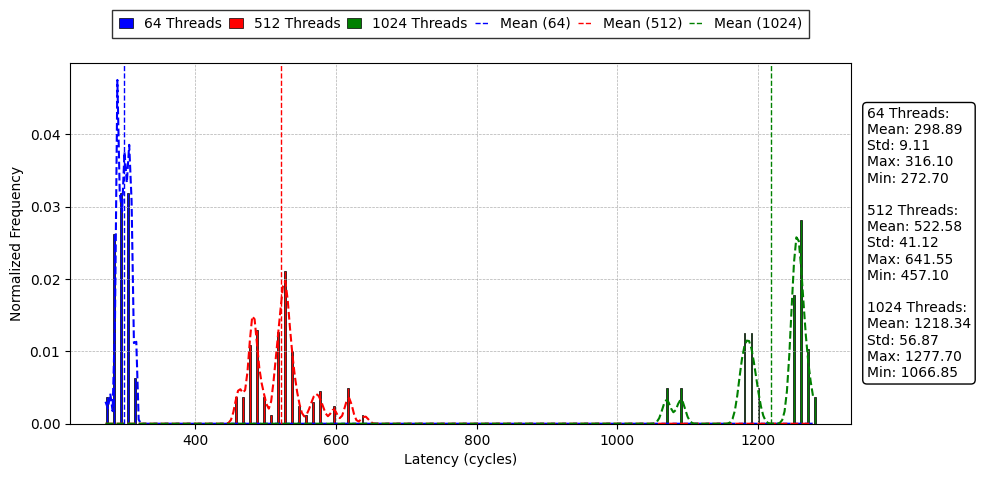 64 Threads 512 Threads 1024 Threads Mean (64) Mean (512) Mean (1024)
Normalized Frequency
0.04
0.03
0.02
0.01
0.00
400 600 800 1000 1200
Latency (cycles)
64 Threads:
Mean: 298.89
Std: 9.11
Max: 316.10
Min: 272.70
512 Threads:
Mean: 522.58
Std: 41.12
Max: 641.55
Min: 457.10
1024 Threads:
Mean: 1218.34
Std: 56.87
Max: 1277.70
Min: 1066.85